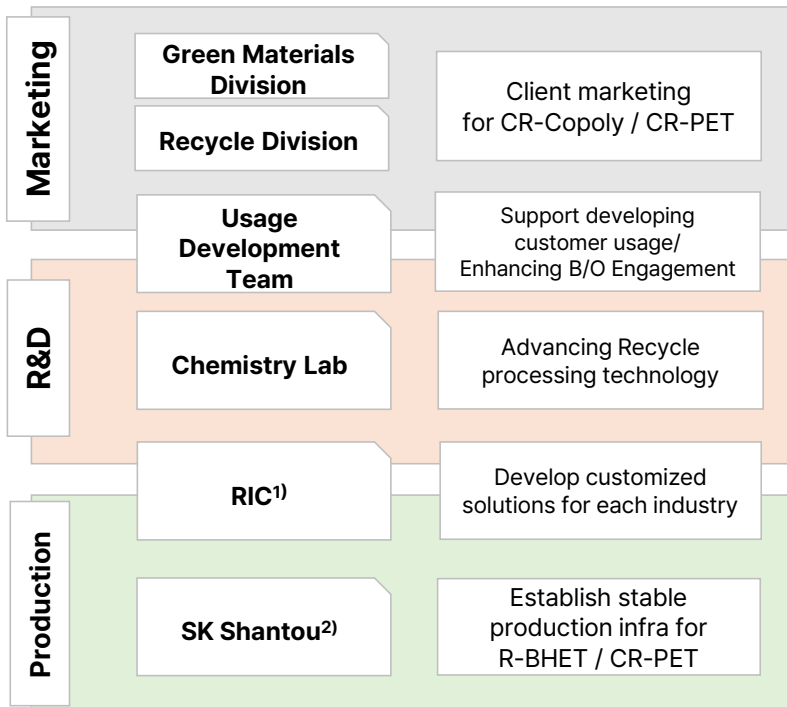 Marketing
Green Materials
Division
Recycle Division
Client marketing
for CR-Copoly / CR-PET
Usage
Development
Team
Support developing
customer usage/
Enhancing B/O Engagement
R&D
Chemistry Lab
Advancing Recycle
processing technology
RIC1)
Develop customized
solutions for each industry
Production
SK Shantou2)
Establish stable
production infra for
R-BHET / CR-PET